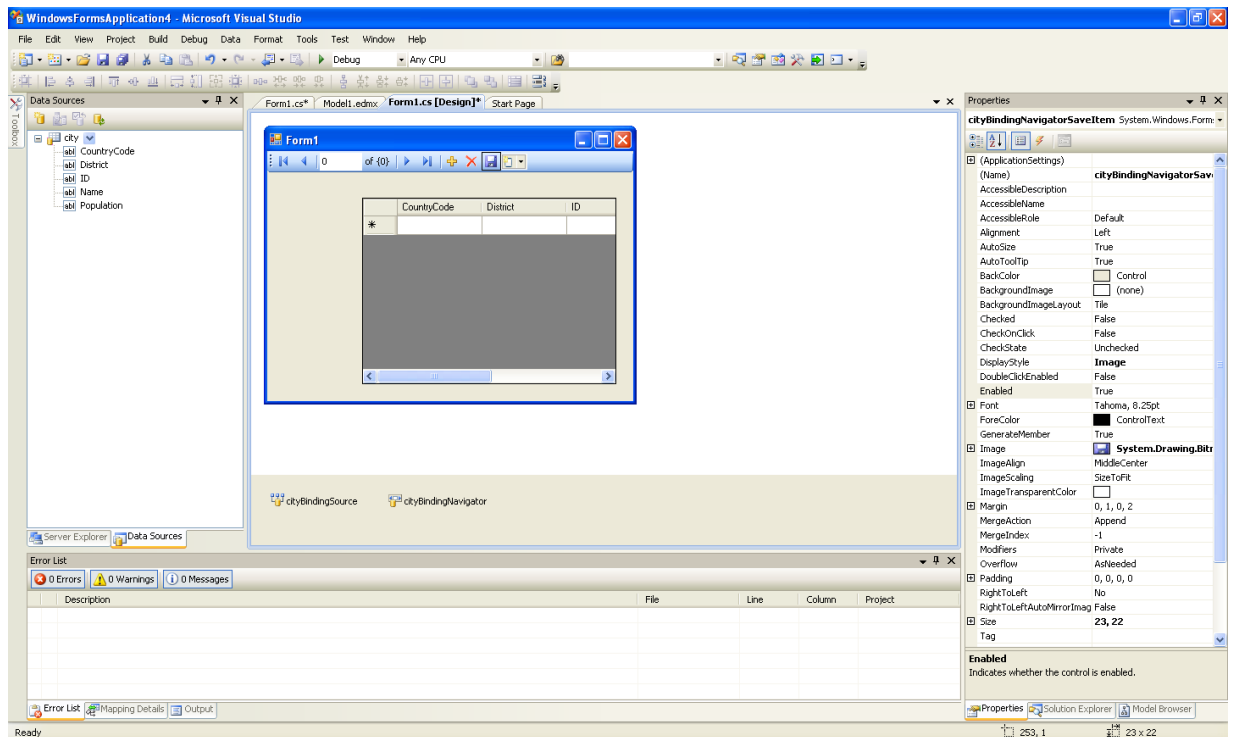 WindowsFormsApplication4 - Microsoft Visual Studio
File Edit View Project Build Debug Data Format Tools Test Window Help
Debug Any CPU
Toolbox
Data Sources
city
CountryCode
District
ID
Name
Population
Server Explorer Data Sources
Form1.cs* Model1.edmx Form1.cs [Design]* Start Page
Form1
0 of {0}
CountryCode District ID
cityBindingSource cityBindingNavigator
Error List
0 Errors 0 Warnings 0 Messages
Description File Line Column Project
Error List Mapping Details Output
Properties
cityBindingNavigatorSaveItem System.Windows.Form
(ApplicationSettings)
(Name) cityBindingNavigatorSav
AccessibleDescription
AccessibleName
AccessibleRole Default
Alignment Left
AutoSize True
AutoToolTip True
BackColor Control
BackgroundImage (none)
BackgroundImageLayout Tile
Checked False
CheckOnClick False
CheckState Unchecked
DisplayStyle Image
DoubleClickEnabled False
Enabled True
Font Tahoma, 8.25pt
ForeColor ControlText
GenerateMember True
Image System.Drawing.Bitr
ImageAlign MiddleCenter
ImageScaling SizeToFit
ImageTransparentColor
Margin 0, 1, 0, 2
MergeAction Append
MergeIndex -1
Modifiers Private
Overflow AsNeeded
Padding 0, 0, 0, 0
RightToLeft No
RightToLeftAutoMirrorImag False
Size 23, 22
Tag
Enabled
Indicates whether the control is enabled.
Properties Solution Explorer Model Browser
Ready 253, 1 23 x 22